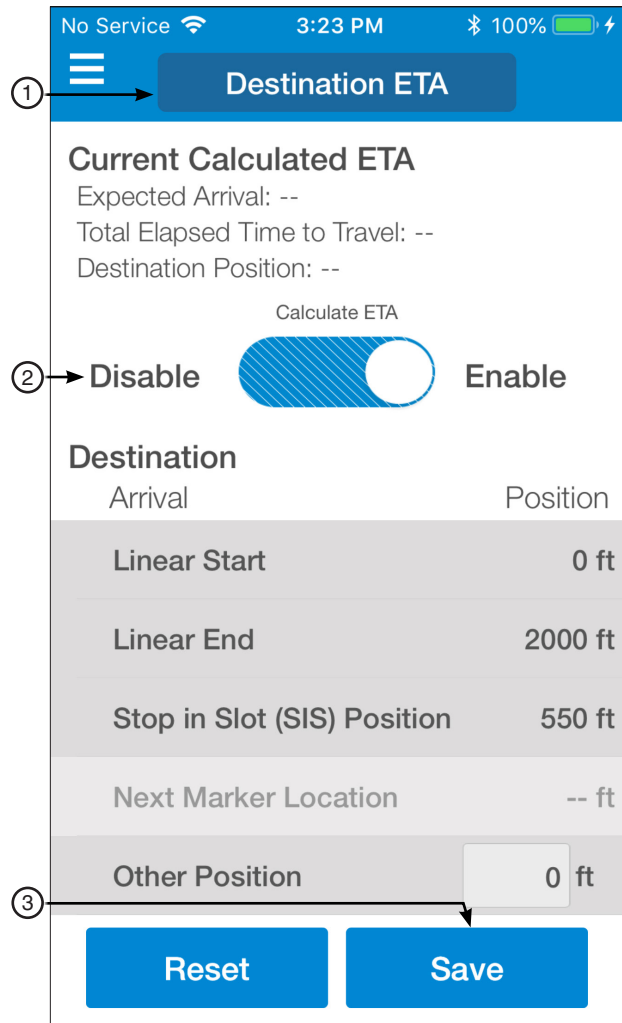 No Service 3:23 PM 100%
1
Destination ETA
Current Calculated ETA
Expected Arrival: --
Total Elapsed Time to Travel: --
Destination Position: --
Calculate ETA
2
Disable Enable
Destination
Arrival Position
Linear Start 0 ft
Linear End 2000 ft
Stop in Slot (SIS) Position 550 ft
Next Marker Location -- ft
Other Position 0 ft
3
Reset Save